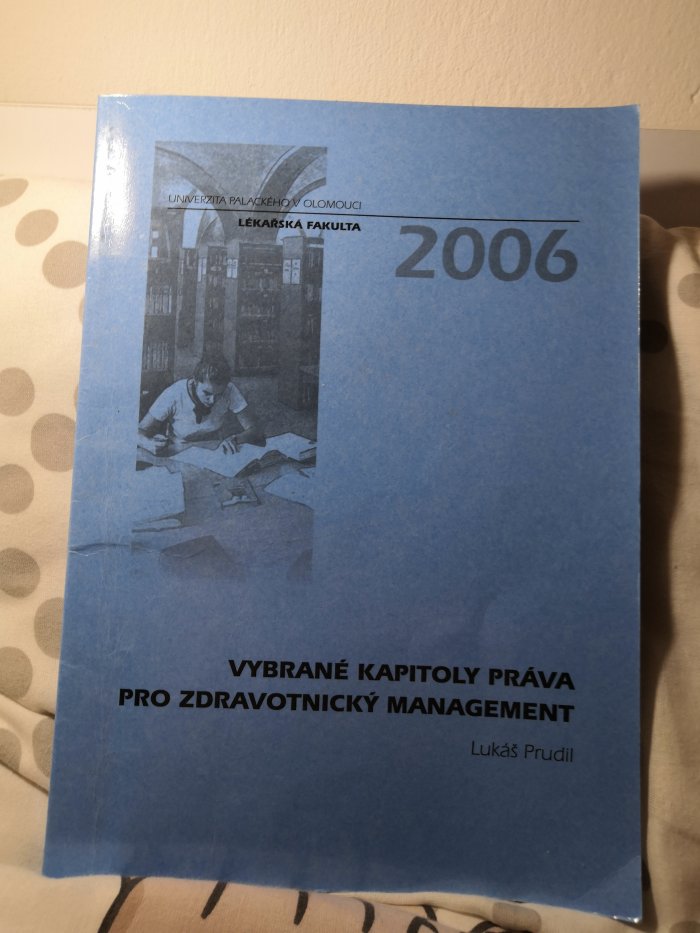 UNIVERZITA PALACKÉHO V OLOMOUCI
LÉKAŘSKÁ FAKULTA
2006
VYBRANÉ KAPITOLY PRÁVA
PRO ZDRAVOTNICKÝ MANAGEMENT
Lukáš Prudil